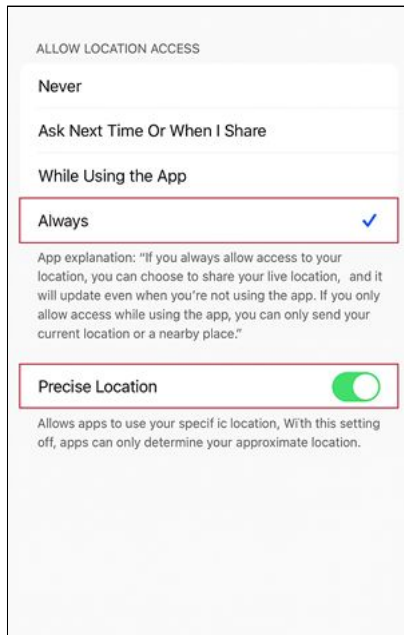 ALLOW LOCATION ACCESS
Never
Ask Next Time Or When I Share
While Using the App
Always
App explanation: “If you always allow access to your
location, you can choose to share your live location, and it
will update even when you're not using the app. If you only
allow access while using the app, you can only send your
current location or a nearby place.”
Precise Location
Allows apps to use your specif ic location, With this setting
off, apps can only determine your approximate location.